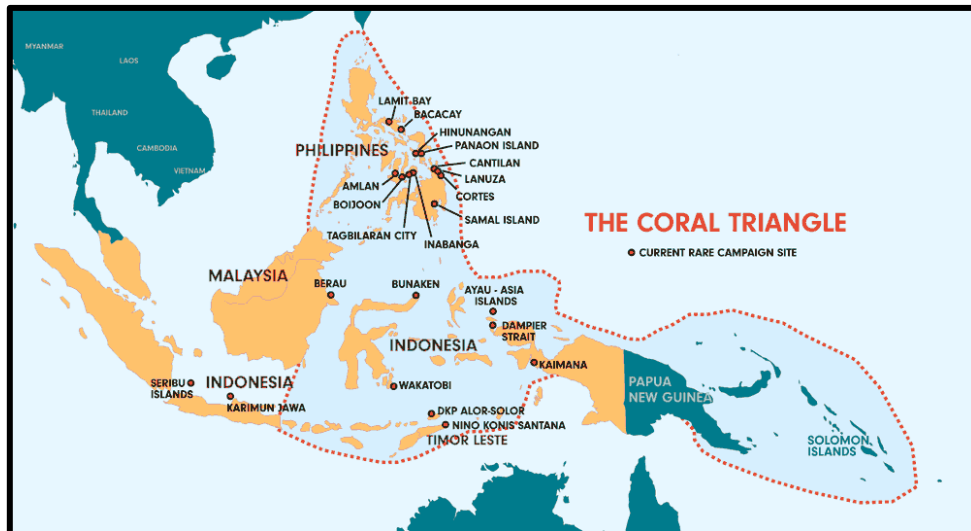 MYANMAR
LAOS
THAILAND
CAMBODIA
VIETNAM
LAMIT BAY
BACACAY
HINUNANGAN
PANAON ISLAND
PHILIPPINES
CANTILAN
LANUZA
CORTES
AMLAN
BOIJOON
SAMAL ISLAND
TAGBILARAN CITY
INABANGA
THE CORAL TRIANGLE
CURRENT RARE CAMPAIGN SITE
MALAYSIA
BERAU
BUNAKEN
AYAU - ASIA
ISLANDS
DAMPIER
STRAIT
INDONESIA
KAIMANA
PAPUA
NEW GUINEA
SERIBU
ISLANDS
INDONESIA
KARIMUN JAWA
WAKATOBI
DKP ALOR-SOLOR
NINO KONIS SANTANA
TIMOR LESTE
SOLOMON
ISLANDS